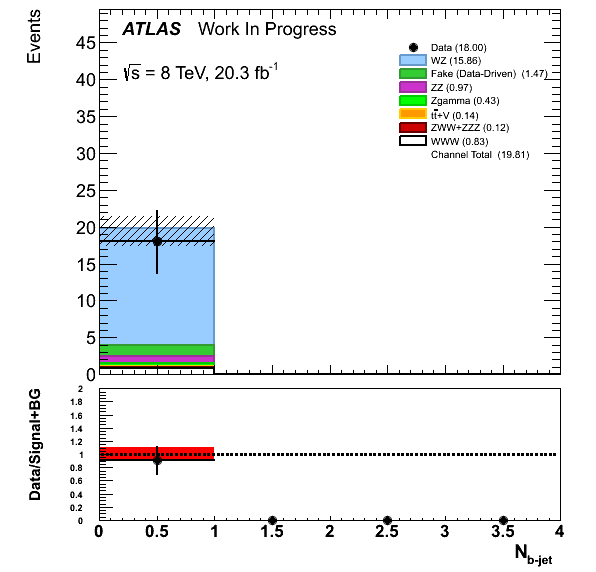 Events
ATLAS Work In Progress
√s = 8 TeV, 20.3 fb⁻¹
Data (18.00)
WZ (15.86)
Fake (Data-Driven) (1.47)
ZZ (0.97)
Zgamma (0.43)
tt̄+V (0.14)
ZWW+ZZZ (0.12)
WWW (0.83)
Channel Total (19.81)
45
40
35
30
25
20
15
10
5
0
Data/Signal+BG
2
1.8
1.6
1.4
1.2
1
0.8
0.6
0.4
0.2
0
0 0.5 1 1.5 2 2.5 3 3.5 4
N_b-jet